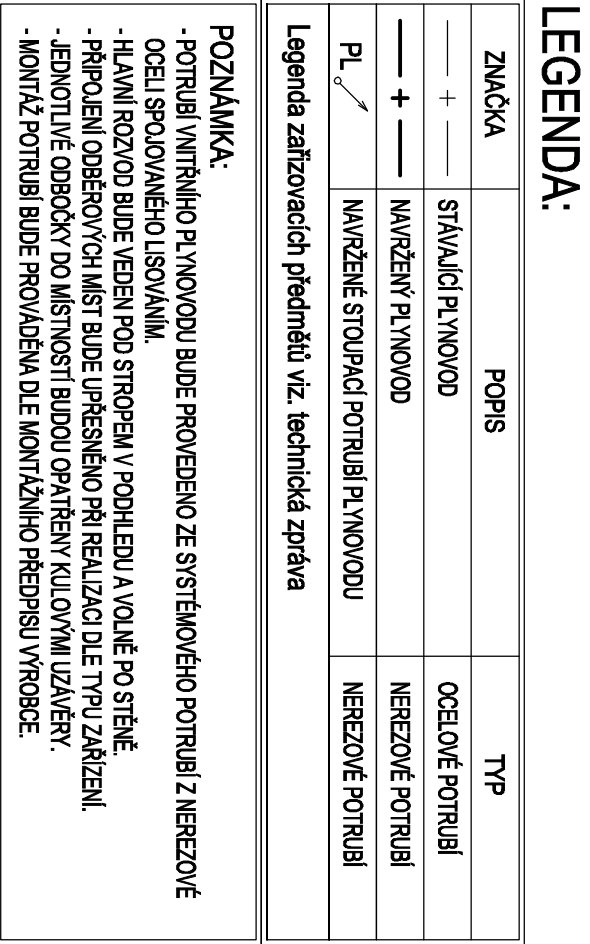 LEGENDA:
ZNAČKA POPIS TYP
STÁVAJÍCÍ PLYNOVOD OCELOVÉ POTRUBÍ
NAVRŽENÝ PLYNOVOD NEREZOVÉ POTRUBÍ
PL NAVRŽENÉ STOUPACÍ POTRUBÍ PLYNOVODU NEREZOVÉ POTRUBÍ
Legenda zařizovacích předmětů viz. technická zpráva
POZNÁMKA:
- POTRUBÍ VNITŘNÍHO PLYNOVODU BUDE PROVEDENO ZE SYSTÉMOVÉHO POTRUBÍ Z NEREZOVÉ
OCELI SPOJOVANÉHO LISOVÁNÍM.
- HLAVNÍ ROZVOD BUDE VEDEN POD STROPEM V PODHLEDU A VOLNĚ PO STĚNĚ.
- PŘIPOJENÍ ODBĚROVÝCH MÍST BUDE UPŘESNĚNO PŘI REALIZACI DLE TYPU ZAŘÍZENÍ.
- JEDNOTLIVÉ ODBOČKY DO MÍSTNOSTÍ BUDOU OPATŘENY KULOVÝMI UZÁVĚRY.
- MONTÁŽ POTRUBÍ BUDE PROVÁDĚNA DLE MONTÁŽNÍHO PŘEDPISU VÝROBCE.